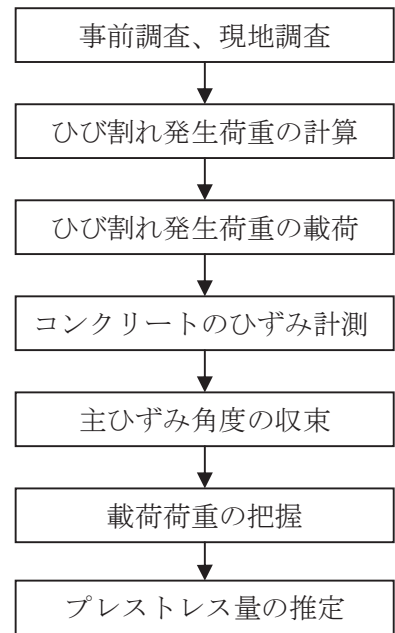 事前調査、現地調査
ひび割れ発生荷重の計算
ひび割れ発生荷重の載荷
コンクリートのひずみ計測
主ひずみ角度の収束
載荷荷重の把握
プレストレス量の推定